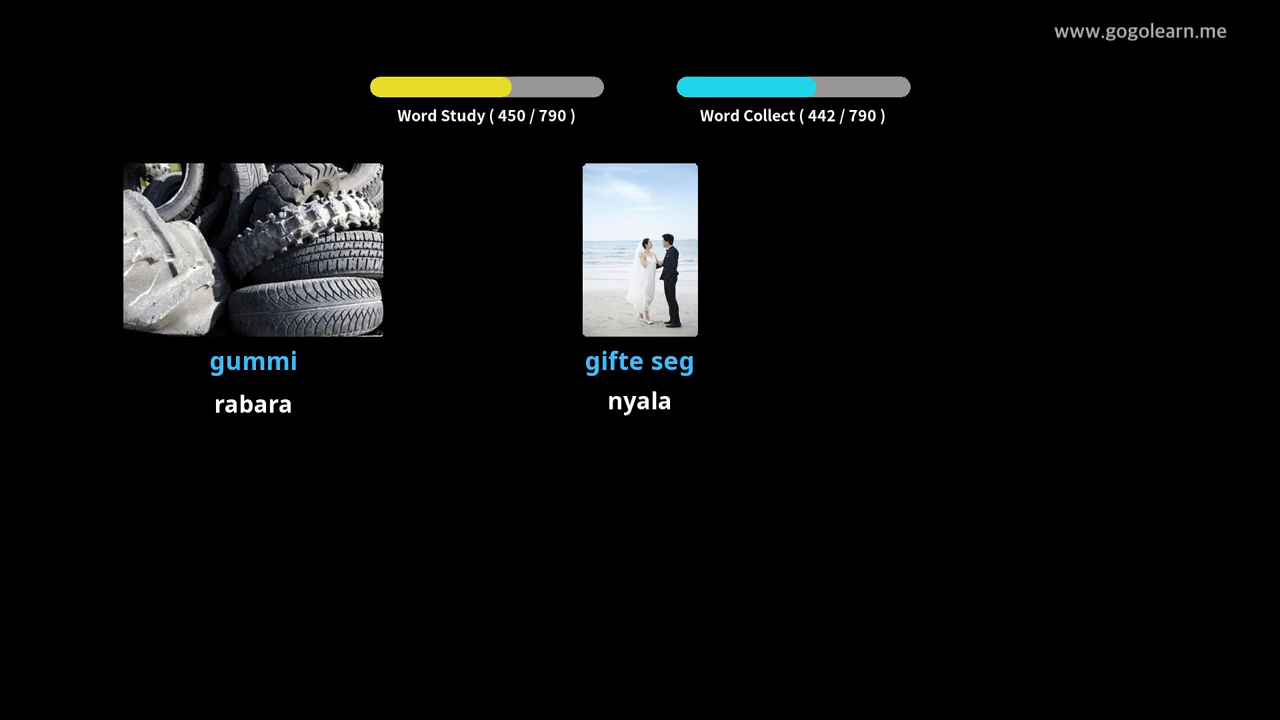 www.gogolearn.me
Word Study ( 450 / 790 )
Word Collect ( 442 / 790 )
gummi
rabara
gifte seg
nyala